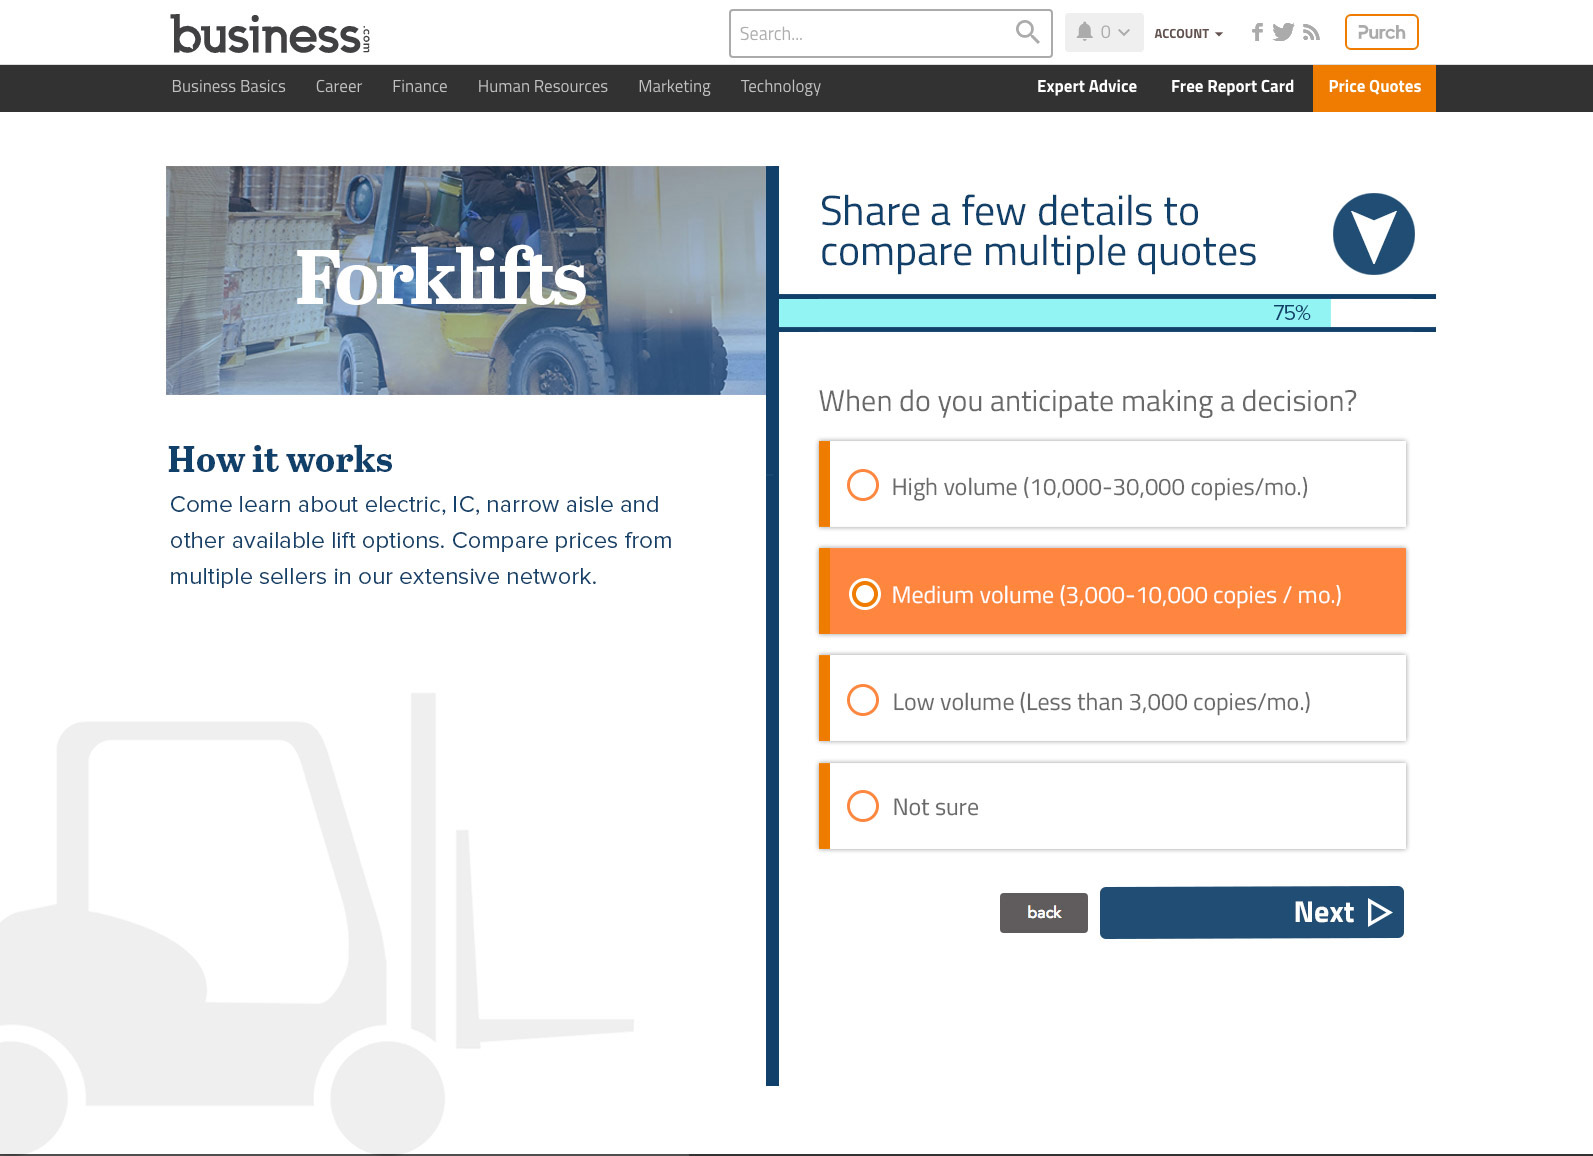 business.com
Search...
0
ACCOUNT
Purch
Business Basics
Career
Finance
Human Resources
Marketing
Technology
Expert Advice
Free Report Card
Price Quotes
Forklifts
How it works
Come learn about electric, IC, narrow aisle and
other available lift options. Compare prices from
multiple sellers in our extensive network.
Share a few details to
compare multiple quotes
75%
When do you anticipate making a decision?
High volume (10,000-30,000 copies/mo.)
Medium volume (3,000-10,000 copies / mo.)
Low volume (Less than 3,000 copies/mo.)
Not sure
back
Next